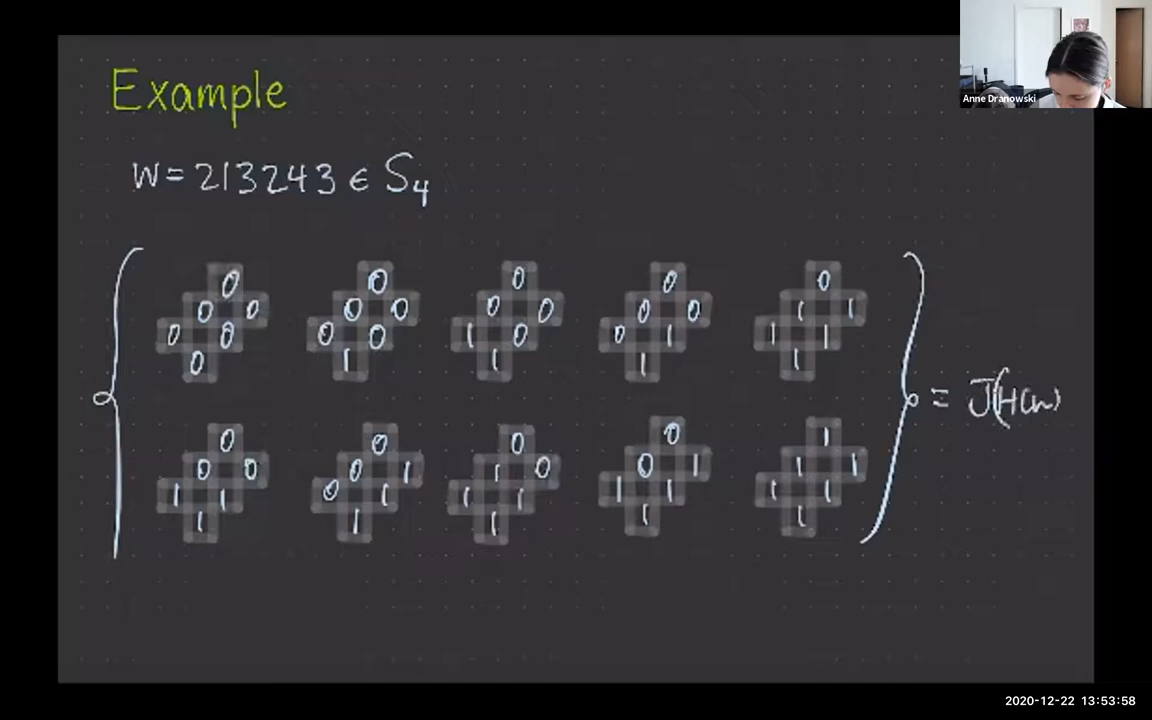 Example
Anne Dranowski
W = 213243 ∈ S₄
0 0 0 0 0
0 0 0 0 0 0 0 0 1 1
0 0 0 0 1 0 0 1 1 1
0 1 1 1 1
= J(H(w))
0 0 0 0 1
0 0 0 1 1 0 0 1 1 1
1 1 0 1 1 1 1 1 1 1
1 1 1 1 1
2020-12-22 13:53:58